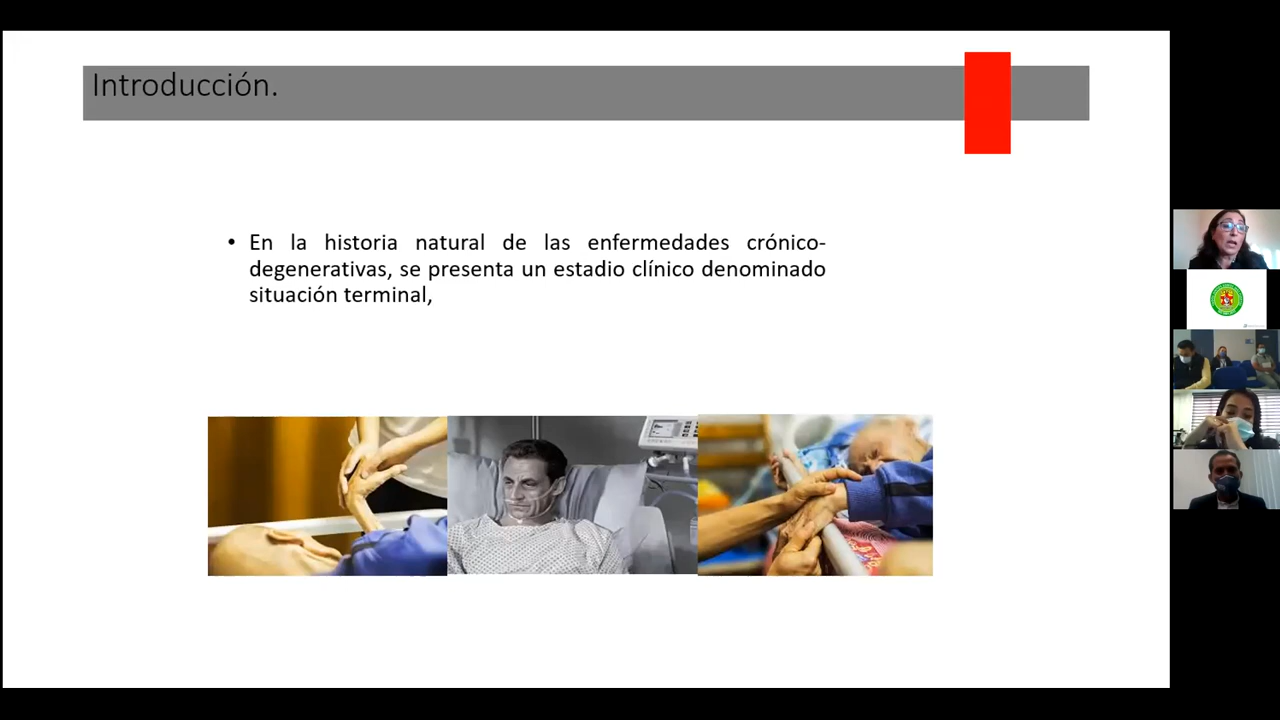 Introducción.
• En la historia natural de las enfermedades crónico-
degenerativas, se presenta un estadio clínico denominado
situación terminal,